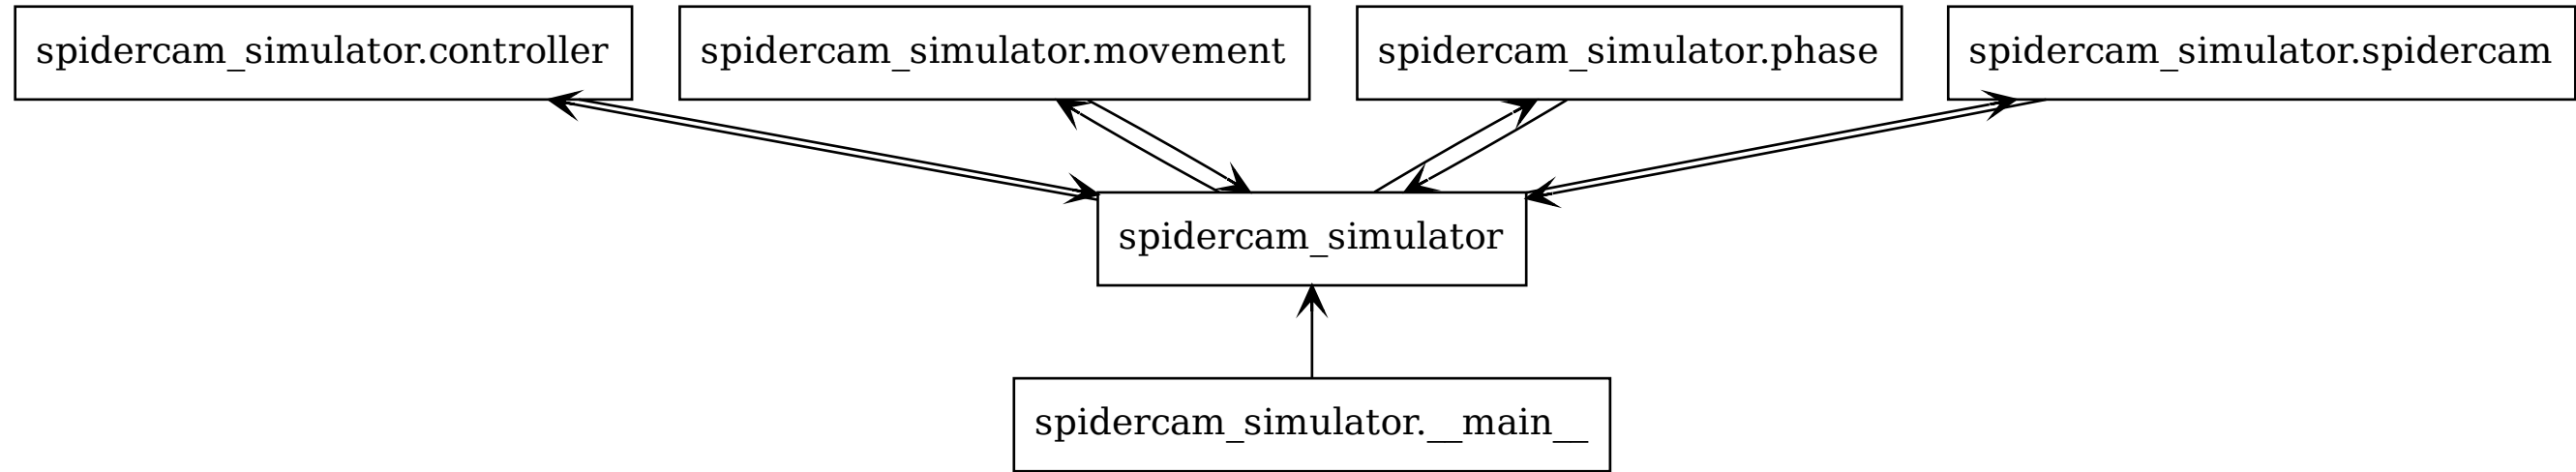 spidercam_simulator.controller
spidercam_simulator.movement
spidercam_simulator.phase
spidercam_simulator.spidercam
spidercam_simulator
spidercam_simulator.__main__